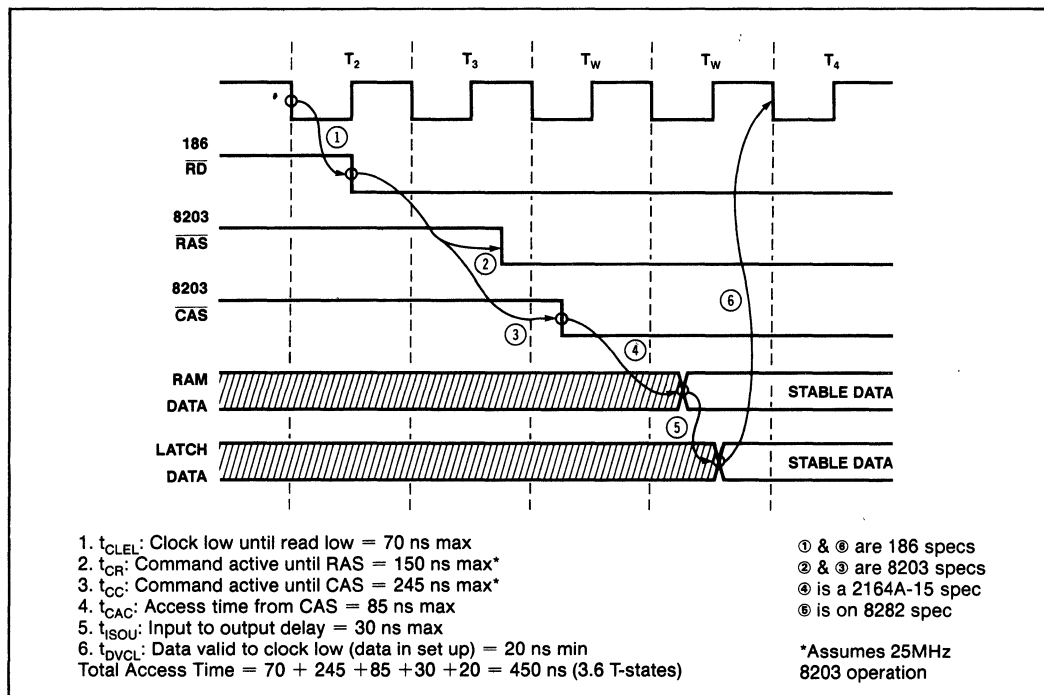 T2 T3 TW TW T4
①
186
RD
8203
RAS
②
8203
CAS
③
④
⑥
RAM
DATA
STABLE DATA
⑤
LATCH
DATA
STABLE DATA
1. tCLEL: Clock low until read low = 70 ns max
2. tCR: Command active until RAS = 150 ns max*
3. tCC: Command active until CAS = 245 ns max*
4. tCAC: Access time from CAS = 85 ns max
5. tISOU: Input to output delay = 30 ns max
6. tDVCL: Data valid to clock low (data in set up) = 20 ns min
Total Access Time = 70 + 245 +85 +30 +20 = 450 ns (3.6 T-states)
① & ⑥ are 186 specs
② & ③ are 8203 specs
④ is a 2164A-15 spec
⑤ is on 8282 spec
*Assumes 25MHz
8203 operation